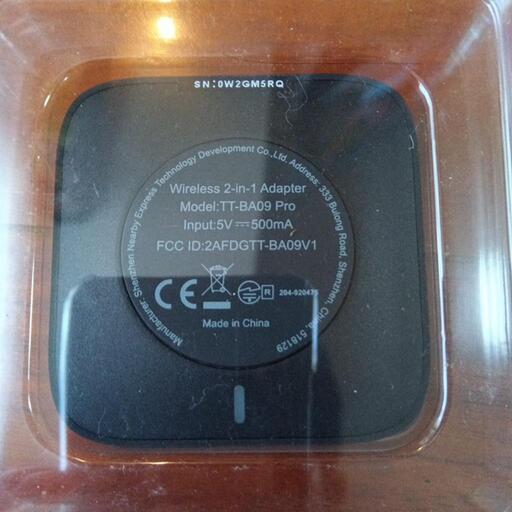 SN:0W2GM5RQ
Manufacturer: Shenzhen Nearby Express Technology Development Co.,Ltd. Address: 333 Bulong Road, Shenzhen, China, 518129
Wireless 2-in-1 Adapter
Model:TT-BA09 Pro
Input:5V⎓500mA
FCC ID:2AFDGTT-BA09V1
CE
R 204-920475
Made in China